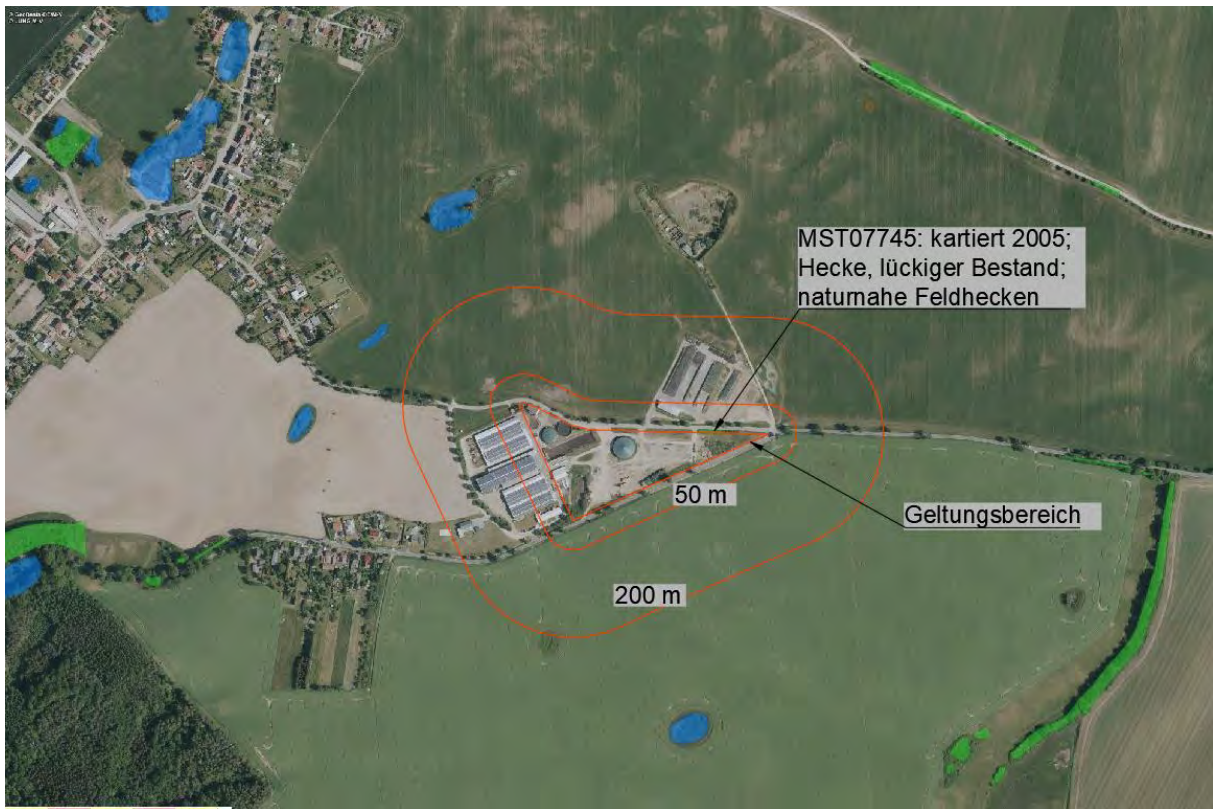 MST07745: kartiert 2005;
Hecke, lückiger Bestand;
naturnahe Feldhecken
50 m
Geltungsbereich
200 m